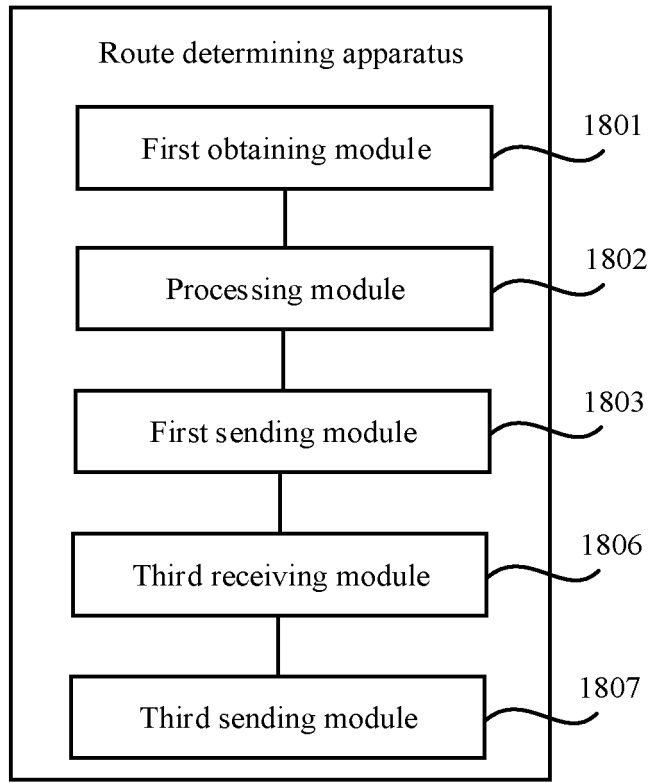 Route determining apparatus
First obtaining module
1801
Processing module
1802
First sending module
1803
Third receiving module
1806
Third sending module
1807